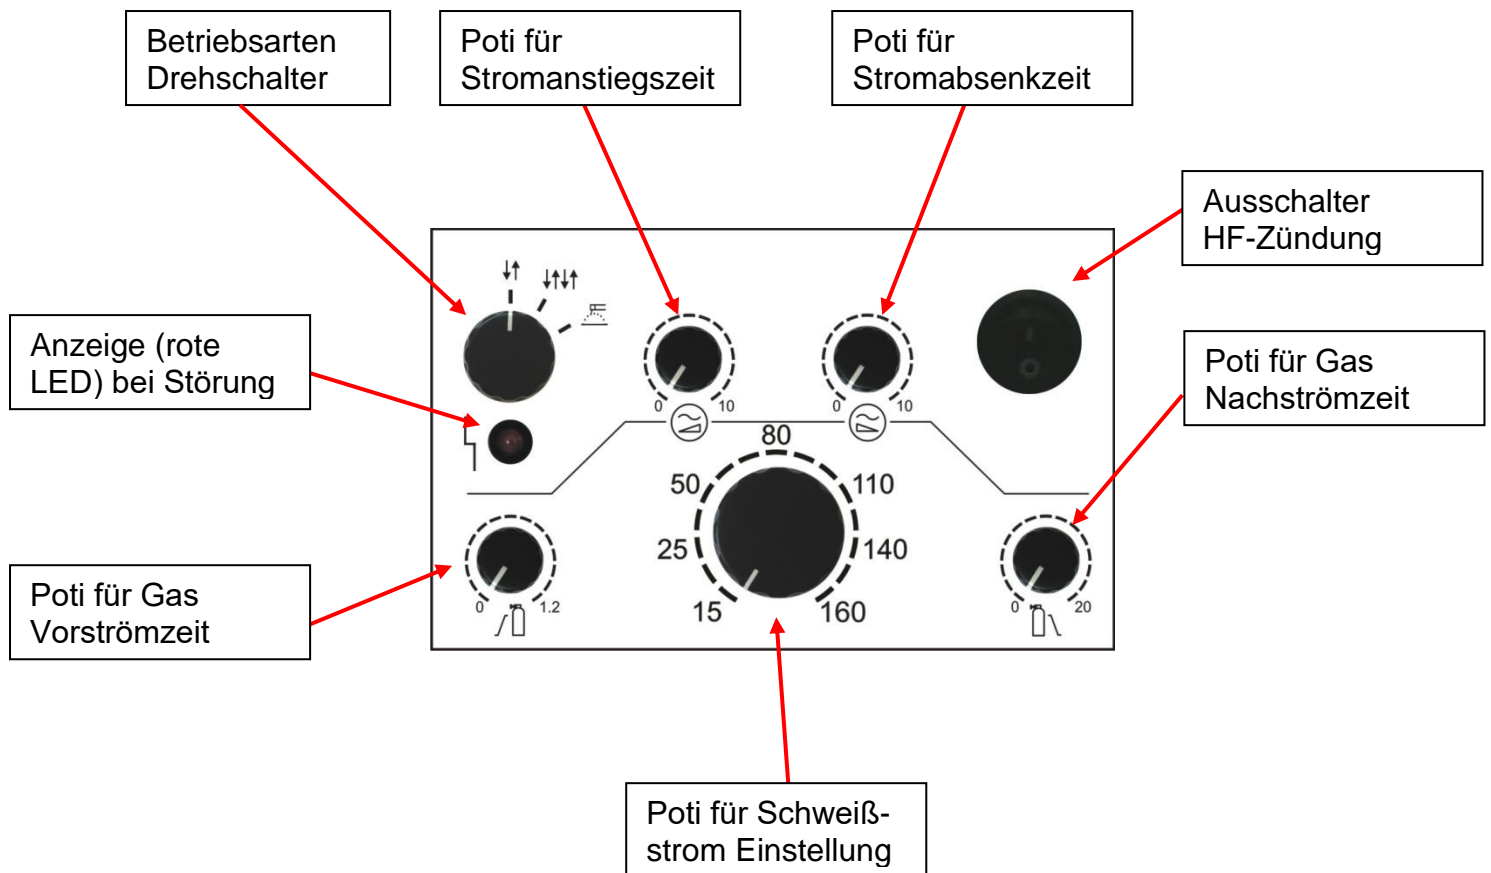 Betriebsarten
Drehschalter
Poti für
Stromanstiegszeit
Poti für
Stromabsenkzeit
Ausschalter
HF-Zündung
Anzeige (rote
LED) bei Störung
Poti für Gas
Nachströmzeit
0 10
0 10
80
50 110
25 140
15 160
0 1.2
0 20
Poti für Gas
Vorströmzeit
Poti für Schweiß-
strom Einstellung